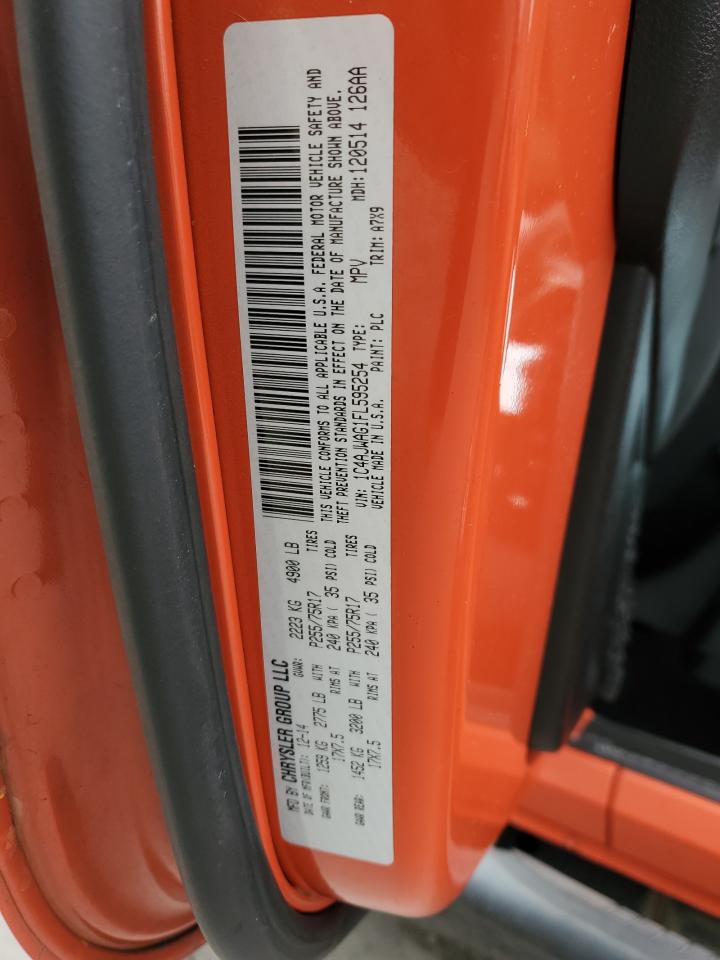 MFD BY CHRYSLER GROUP LLC
DATE OF MFR/BUILT: 12-14 GVWR: 2223 KG 4900 LB
GAWR FRONT: 1259 KG 2775 LB WITH P255/75R17 TIRES
17X7.5 RIMS AT 240 KPA ( 35 PSI) COLD
GAWR REAR: 1452 KG 3200 LB WITH P255/75R17 TIRES
17X7.5 RIMS AT 240 KPA ( 35 PSI) COLD
THIS VEHICLE CONFORMS TO ALL APPLICABLE U.S.A. FEDERAL MOTOR VEHICLE SAFETY AND
THEFT PREVENTION STANDARDS IN EFFECT ON THE DATE OF MANUFACTURE SHOWN ABOVE.
VIN: 1C4AJWAG1FL595254 TYPE: MPV MDH: 120514 126AA
VEHICLE MADE IN U.S.A. PAINT: PLC TRIM: A7X9